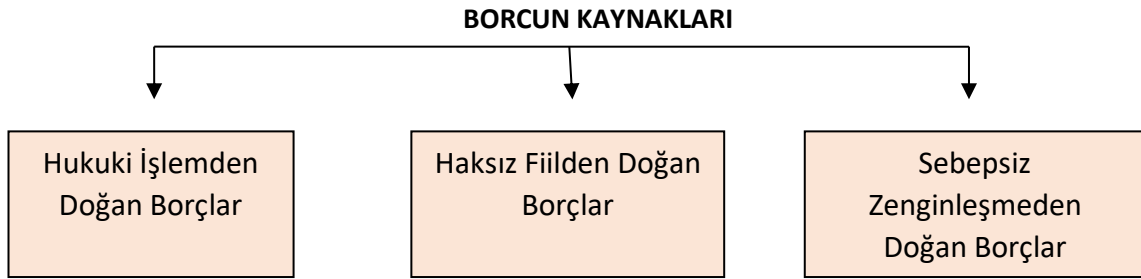 BORCUN KAYNAKLARI
Hukuki İşlemden
Doğan Borçlar
Haksız Fiilden Doğan
Borçlar
Sebepsiz
Zenginleşmeden
Doğan Borçlar